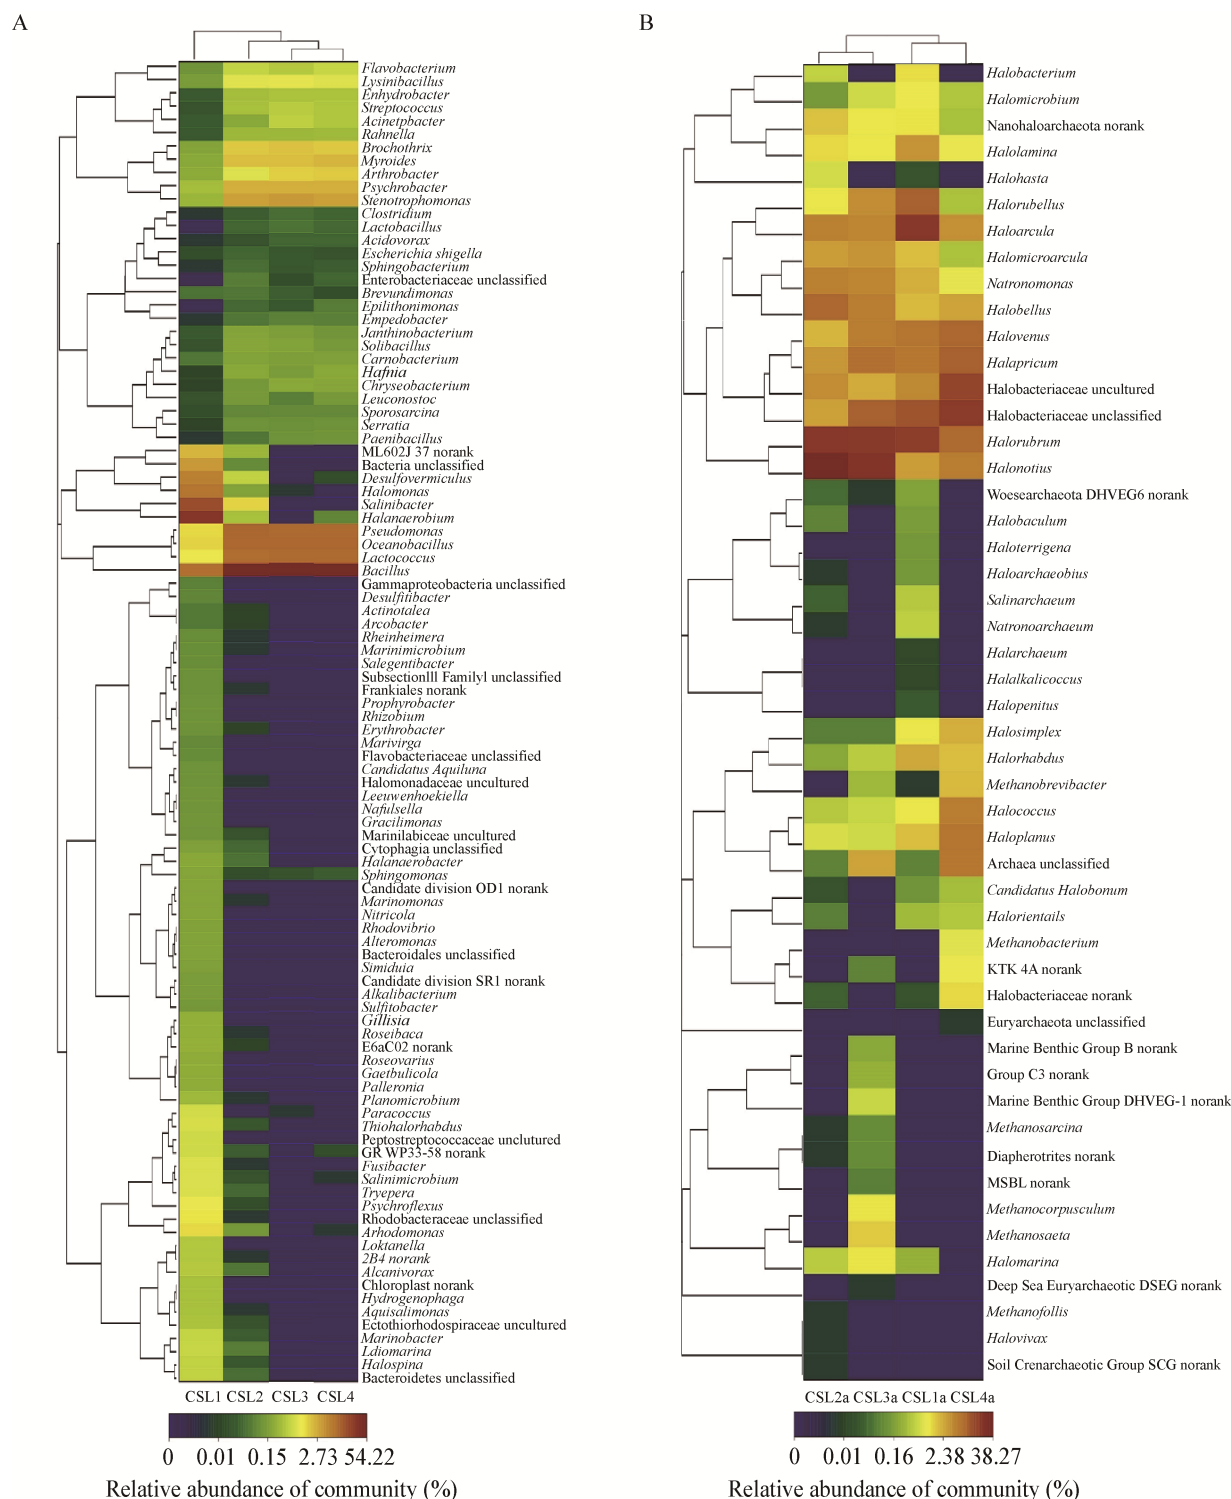 A
Flavobacterium
Lysinibacillus
Enhydrobacter
Streptococcus
Acinetpbacter
Rahnella
Brochothrix
Myroides
Arthrobacter
Psychrobacter
Stenotrophomonas
Clostridium
Lactobacillus
Acidovorax
Escherichia shigella
Sphingobacterium
Enterobacteriaceae unclassified
Brevundimonas
Epilithonimonas
Empedobacter
Janthinobacterium
Solibacillus
Carnobacterium
Hafnia
Chryseobacterium
Leuconostoc
Sporosarcina
Serratia
Paenibacillus
ML602J 37 norank
Bacteria unclassified
Desulfovermiculus
Halomonas
Salinibacter
Halanaerobium
Pseudomonas
Oceanobacillus
Lactococcus
Bacillus
Gammaproteobacteria unclassified
Desulfitibacter
Actinotalea
Arcobacter
Rheinheimera
Marinimicrobium
Salegentibacter
SubsectionlII Familyl unclassified
Frankiales norank
Prophyrobacter
Rhizobium
Erythrobacter
Marivirga
Flavobacteriaceae unclassified
Candidatus Aquiluna
Halomonadaceae uncultured
Leeuwenhoekiella
Nafulsella
Gracilimonas
Marinilabiceae uncultured
Cytophagia unclassified
Halanaerobacter
Sphingomonas
Candidate division OD1 norank
Marinomonas
Nitricola
Rhodovibrio
Alteromonas
Bacteroidales unclassified
Simiduia
Candidate division SR1 norank
Alkalibacterium
Sulfitobacter
Gillisia
Roseibaca
E6aC02 norank
Roseovarius
Gaetbulicola
Palleronia
Planomicrobium
Paracoccus
Thiohalorhabdus
Peptostreptococcaceae unclutured
GR WP33-58 norank
Fusibacter
Salinimicrobium
Tryepera
Psychroflexus
Rhodobacteraceae unclassified
Arhodomonas
Loktanella
2B4 norank
Alcanivorax
Chloroplast norank
Hydrogenophaga
Aquisalimonas
Ectothiorhodospiraceae uncultured
Marinobacter
Ldiomarina
Halospina
Bacteroidetes unclassified
CSL1 CSL2 CSL3 CSL4
0 0.01 0.15 2.73 54.22
Relative abundance of community (%)
B
Halobacterium
Halomicrobium
Nanohaloarchaeota norank
Halolamina
Halohasta
Halorubellus
Haloarcula
Halomicroarcula
Natronomonas
Halobellus
Halovenus
Halapricum
Halobacteriaceae uncultured
Halobacteriaceae unclassified
Halorubrum
Halonotius
Woesearchaeota DHVEG6 norank
Halobaculum
Haloterrigena
Haloarchaeobius
Salinarchaeum
Natronoarchaeum
Halarchaeum
Halalkalicoccus
Halopenitus
Halosimplex
Halorhabdus
Methanobrevibacter
Halococcus
Haloplanus
Archaea unclassified
Candidatus Halobonum
Halorientails
Methanobacterium
KTK 4A norank
Halobacteriaceae norank
Euryarchaeota unclassified
Marine Benthic Group B norank
Group C3 norank
Marine Benthic Group DHVEG-1 norank
Methanosarcina
Diapherotrites norank
MSBL norank
Methanocorpusculum
Methanosaeta
Halomarina
Deep Sea Euryarchaeotic DSEG norank
Methanofollis
Halovivax
Soil Crenarchaeotic Group SCG norank
CSL2a CSL3a CSL1a CSL4a
0 0.01 0.16 2.38 38.27
Relative abundance of community (%)